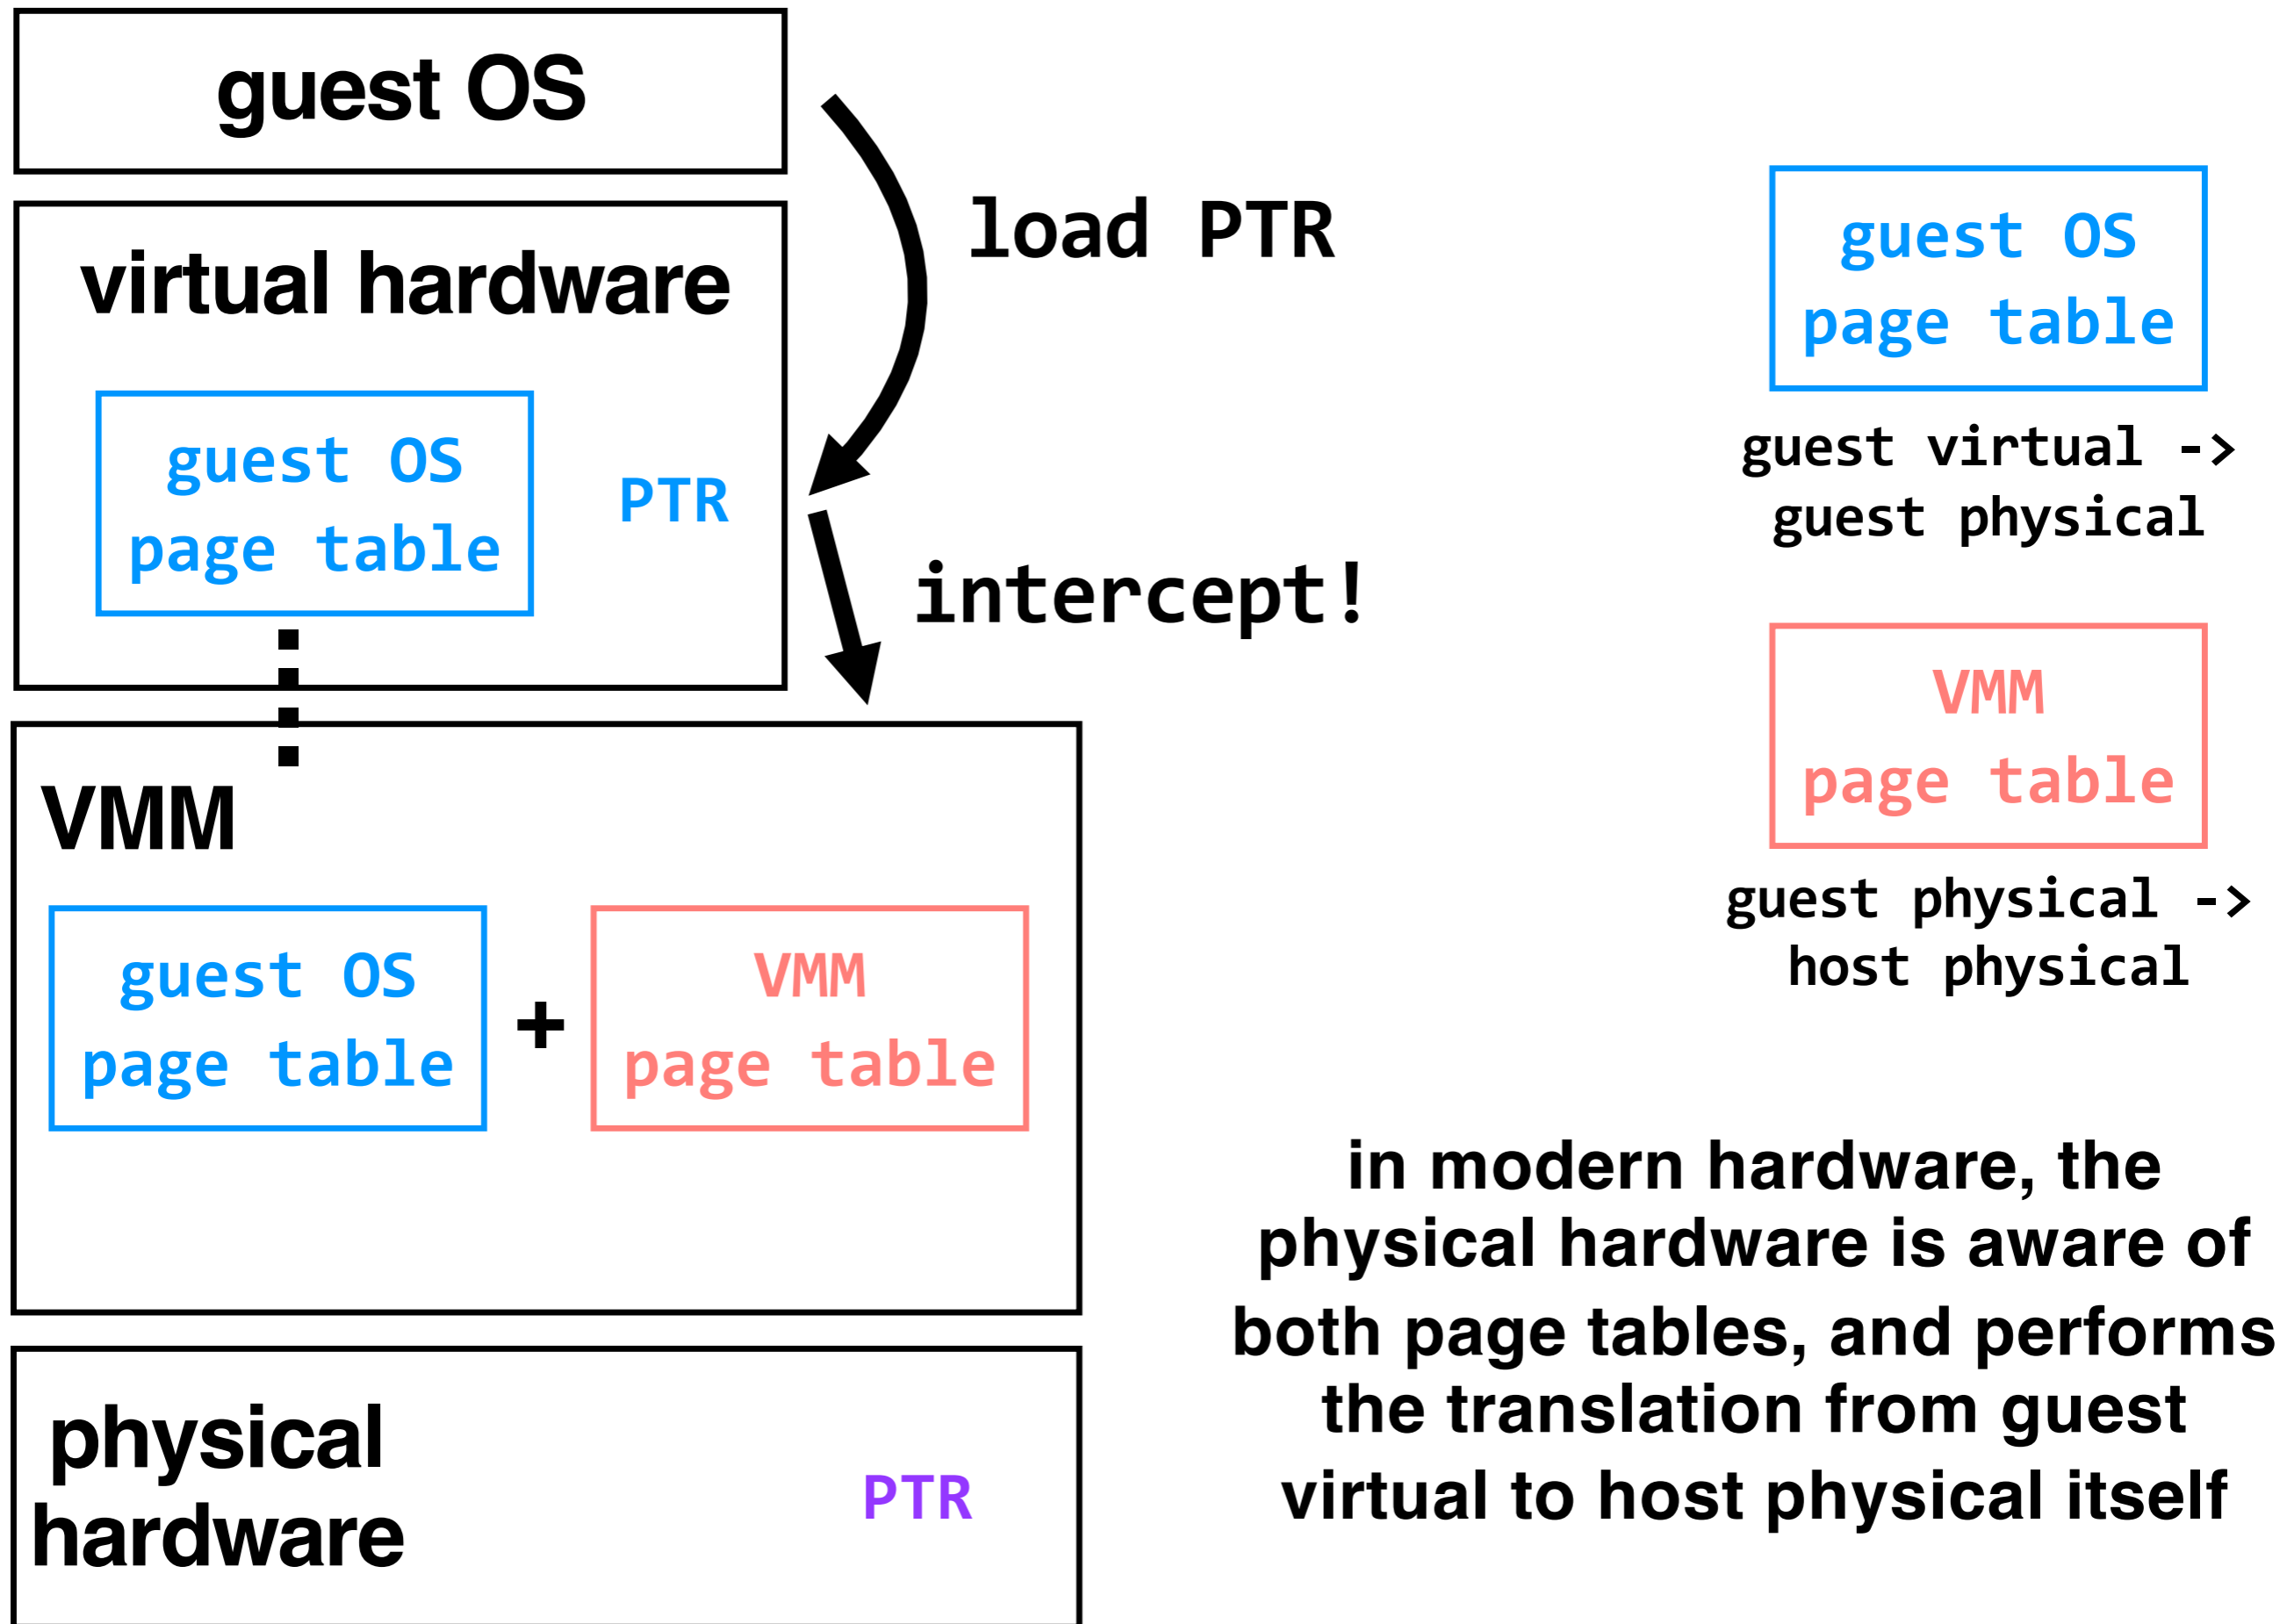 guest OS
virtual hardware
guest OS
page table
PTR
load PTR
intercept!
VMM
guest OS
page table
+
VMM
page table
physical
hardware
PTR
guest OS
page table
guest virtual ->
guest physical
VMM
page table
guest physical ->
host physical
in modern hardware, the
physical hardware is aware of
both page tables, and performs
the translation from guest
virtual to host physical itself